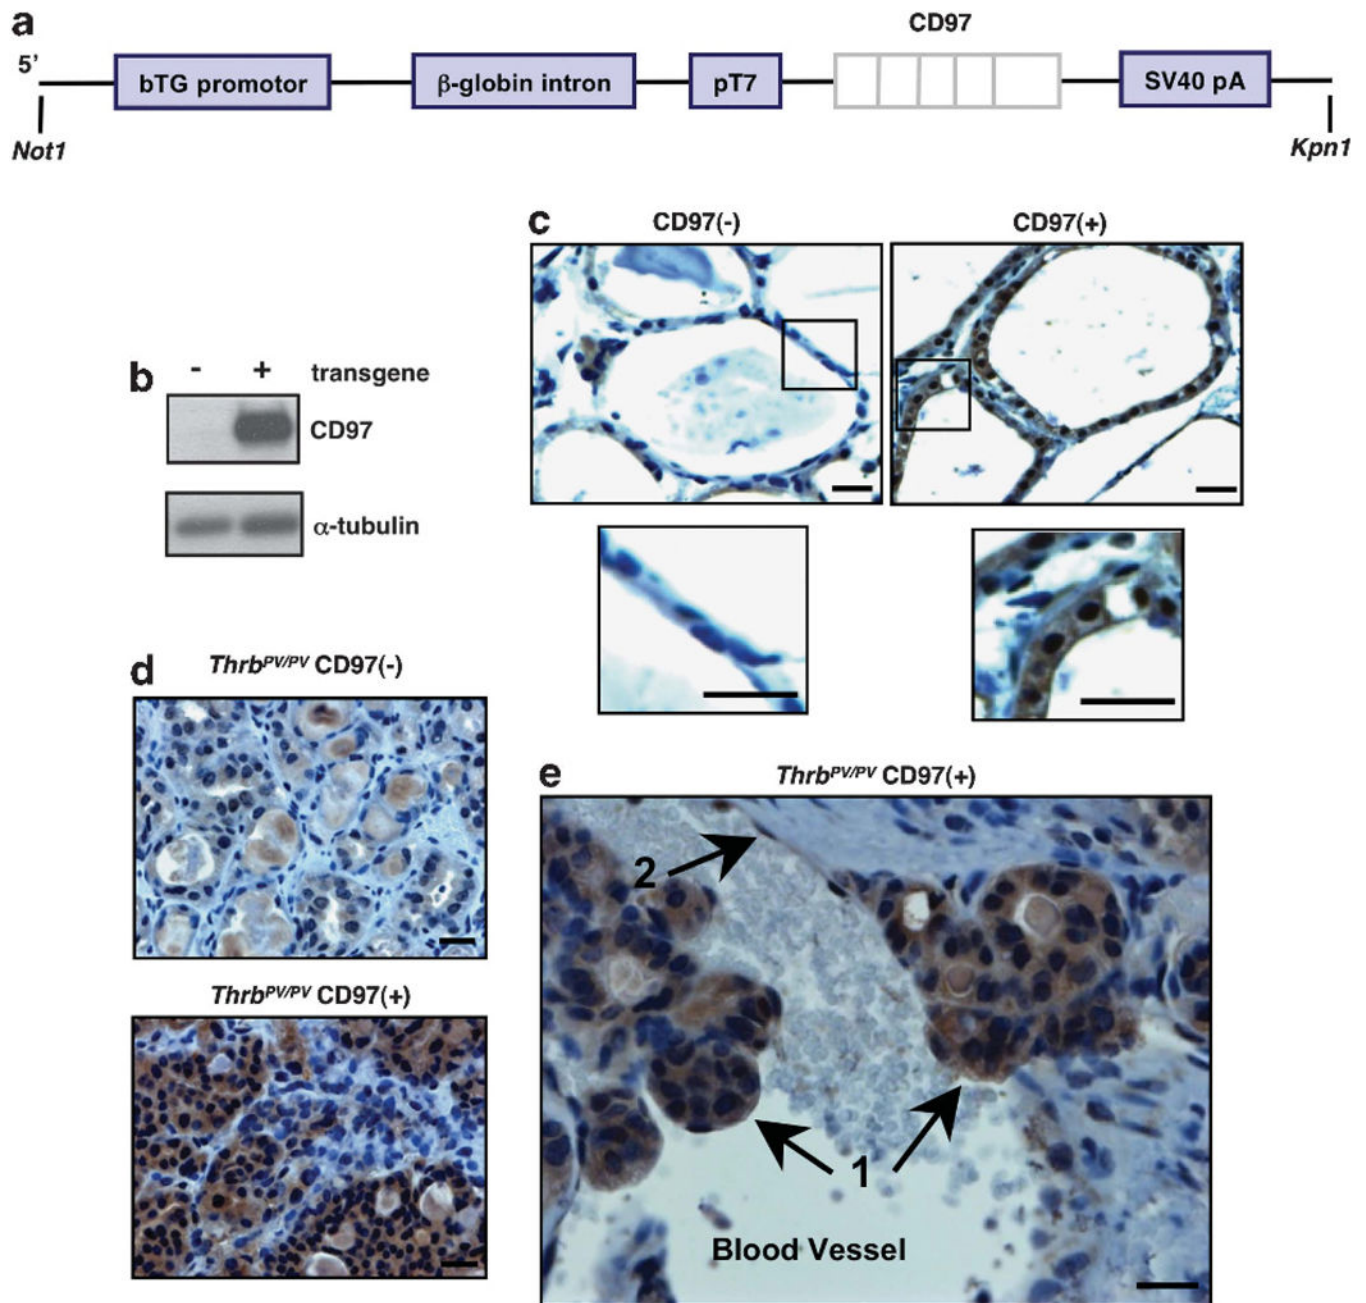 a
CD97
5'
bTG promotor
β-globin intron
pT7
SV40 pA
Not1
Kpn1
b
- + transgene
CD97
α-tubulin
c
CD97(-)
CD97(+)
d
Thrb^PV/PV CD97(-)
Thrb^PV/PV CD97(+)
e
Thrb^PV/PV CD97(+)
2
1
Blood Vessel